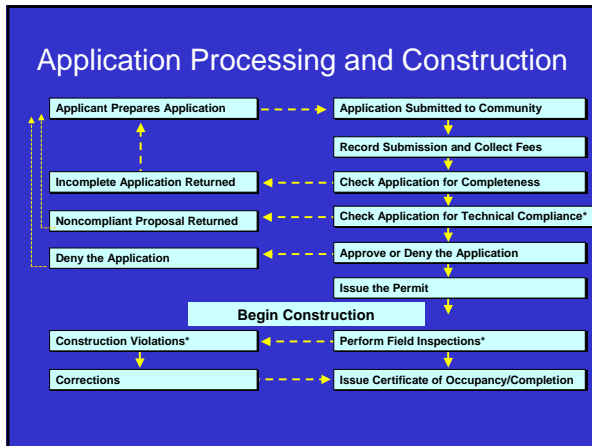 Application Processing and Construction
Applicant Prepares Application
Application Submitted to Community
Record Submission and Collect Fees
Incomplete Application Returned
Check Application for Completeness
Noncompliant Proposal Returned
Check Application for Technical Compliance*
Deny the Application
Approve or Deny the Application
Issue the Permit
Begin Construction
Construction Violations*
Perform Field Inspections*
Corrections
Issue Certificate of Occupancy/Completion